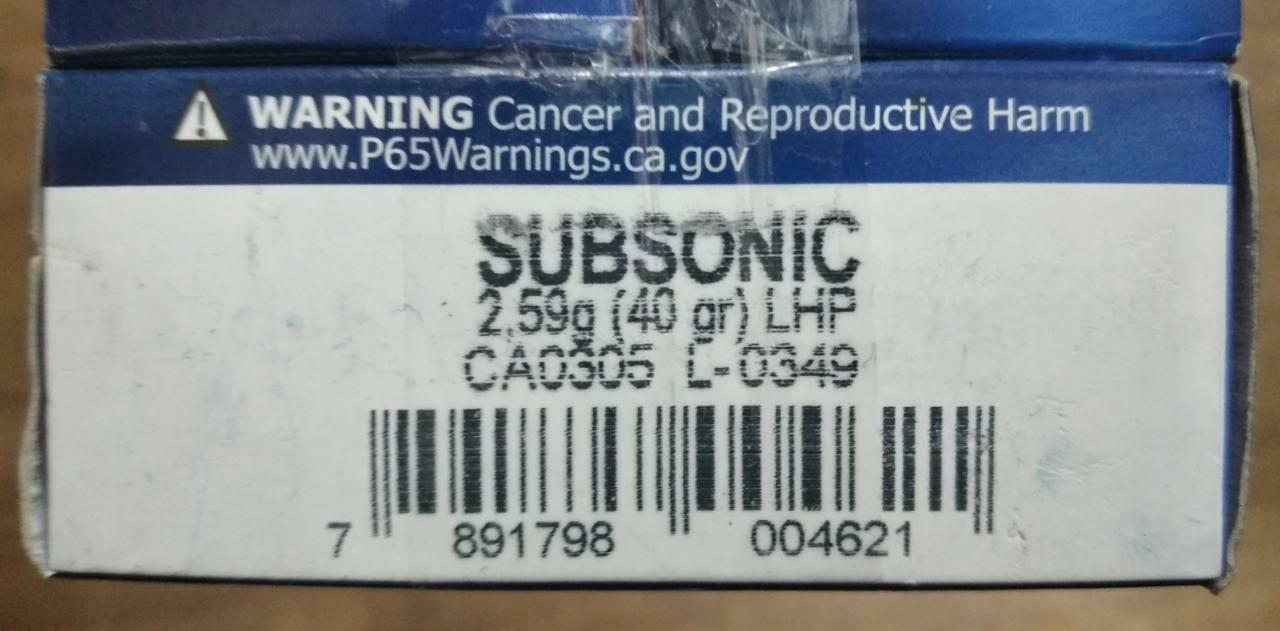 WARNING Cancer and Reproductive Harm
www.P65Warnings.ca.gov
SUBSONIC
2,59g (40 gr) LHP
CA0305 L-0349
7 891798 004621